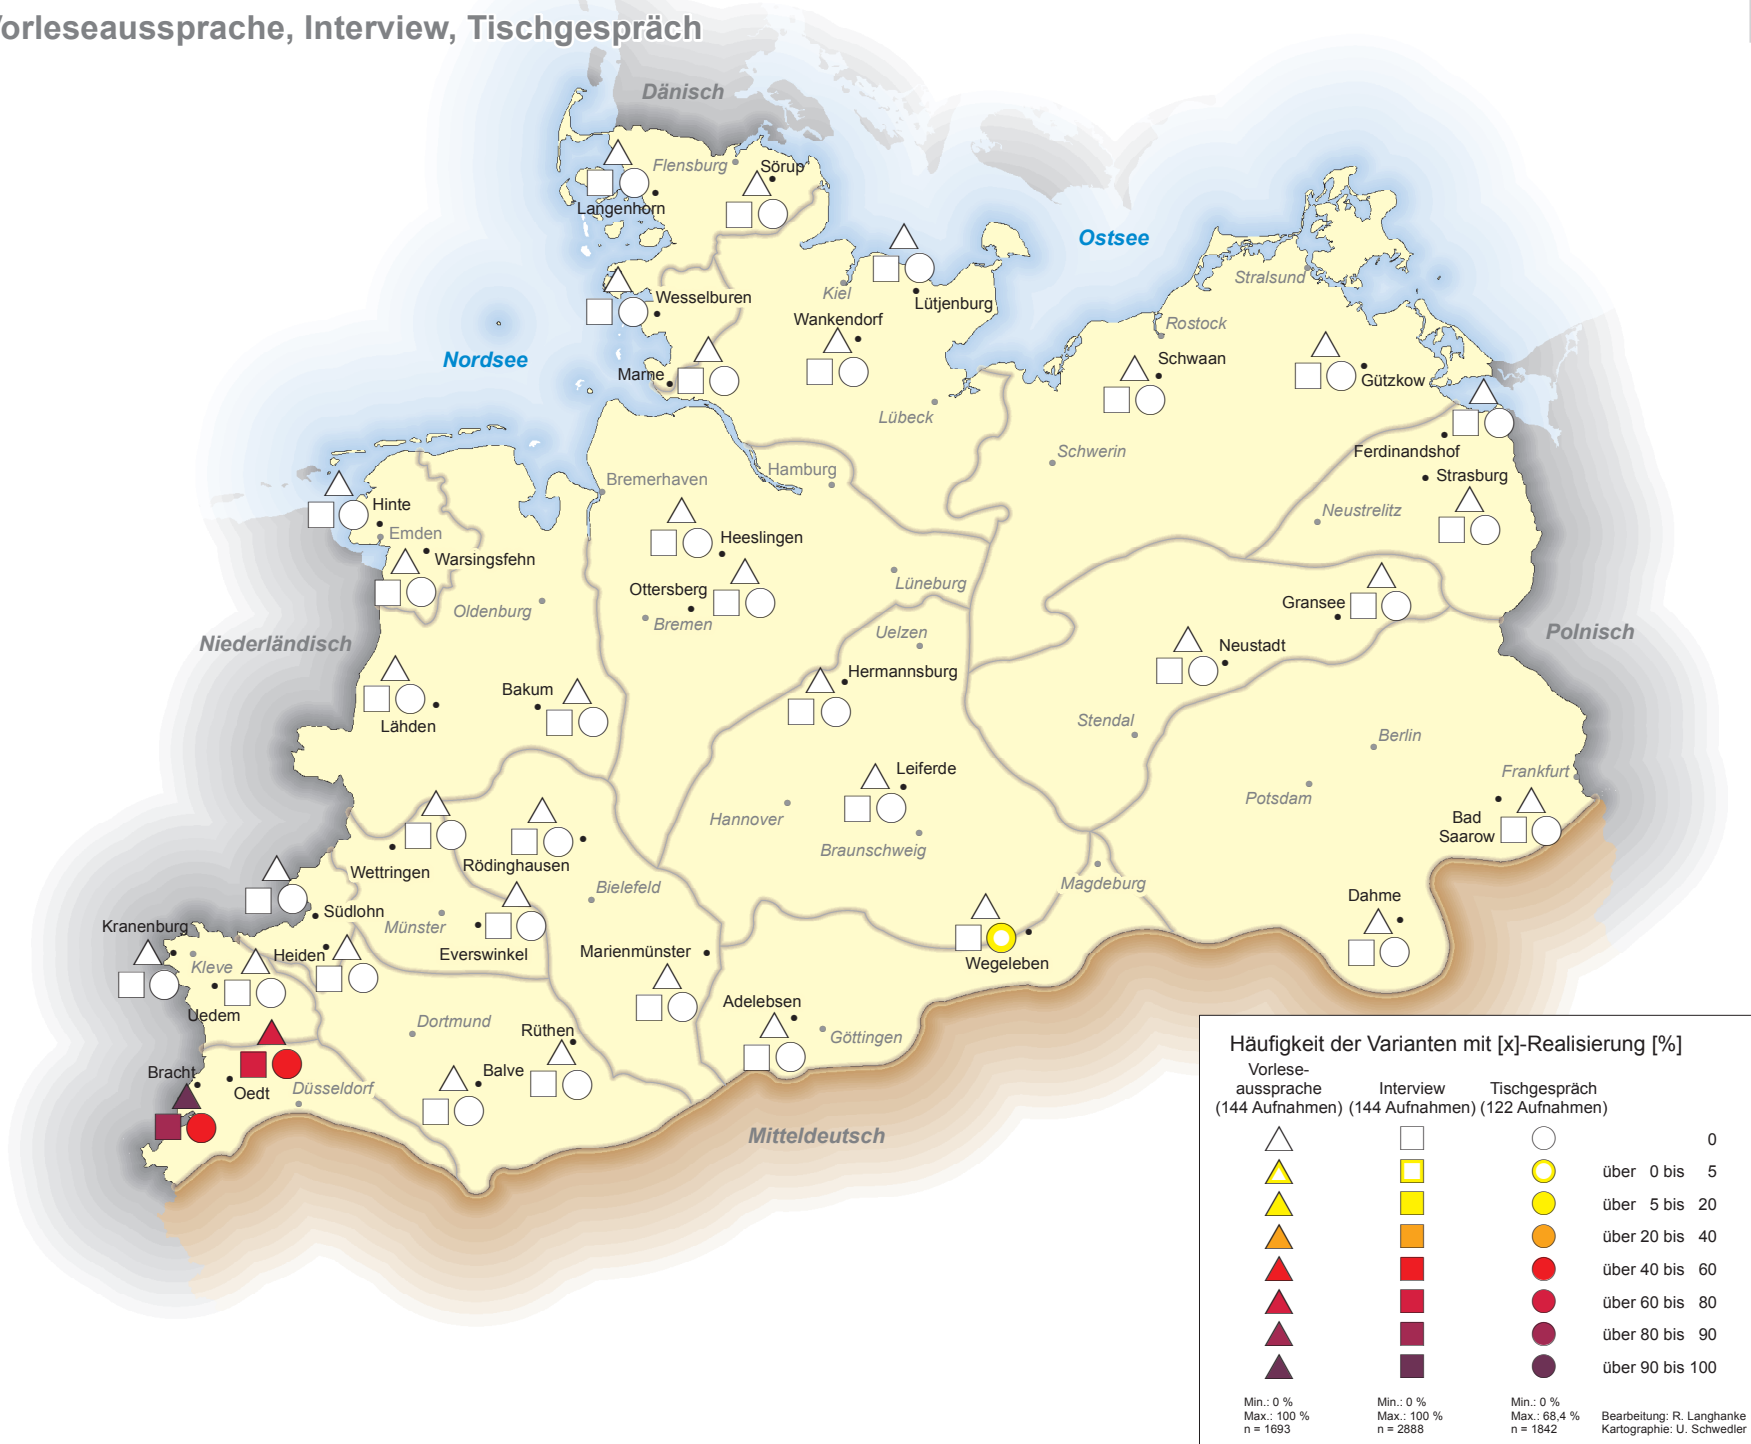 orleseaussprache, Interview, Tischgespräch
Dänisch
Flensburg
Sörup
Langenhorn
Ostsee
Stralsund
Kiel
Lütjenburg
Wesselburen
Wankendorf
Rostock
Nordsee
Schwaan
Marne
Gützkow
Lübeck
Schwerin
Ferdinandshof
Hamburg
Bremerhaven
Strasburg
Hinte
Emden
Neustrelitz
Heeslingen
Warsingsfehn
Lüneburg
Ottersberg
Oldenburg
Bremen
Gransee
Niederländisch
Uelzen
Polnisch
Neustadt
Hermannsburg
Bakum
Lähden
Stendal
Berlin
Leiferde
Frankfurt
Potsdam
Hannover
Bad
Saarow
Braunschweig
Wettringen
Rödinghausen
Bielefeld
Magdeburg
Dahme
Südlohn
Kranenburg
Münster
Heiden
Everswinkel
Marienmünster
Wegeleben
Kleve
Uedem
Adelebsen
Dortmund
Rüthen
Göttingen
Bracht
Oedt
Düsseldorf
Balve
Mitteldeutsch
Häufigkeit der Varianten mit [x]-Realisierung [%]
Vorlese-
aussprache Interview Tischgespräch
(144 Aufnahmen) (144 Aufnahmen) (122 Aufnahmen)
0
über 0 bis 5
über 5 bis 20
über 20 bis 40
über 40 bis 60
über 60 bis 80
über 80 bis 90
über 90 bis 100
Min.: 0 % Min.: 0 % Min.: 0 %
Max.: 100 % Max.: 100 % Max.: 68,4 % Bearbeitung: R. Langhanke
n = 1693 n = 2888 n = 1842 Kartographie: U. Schwedler